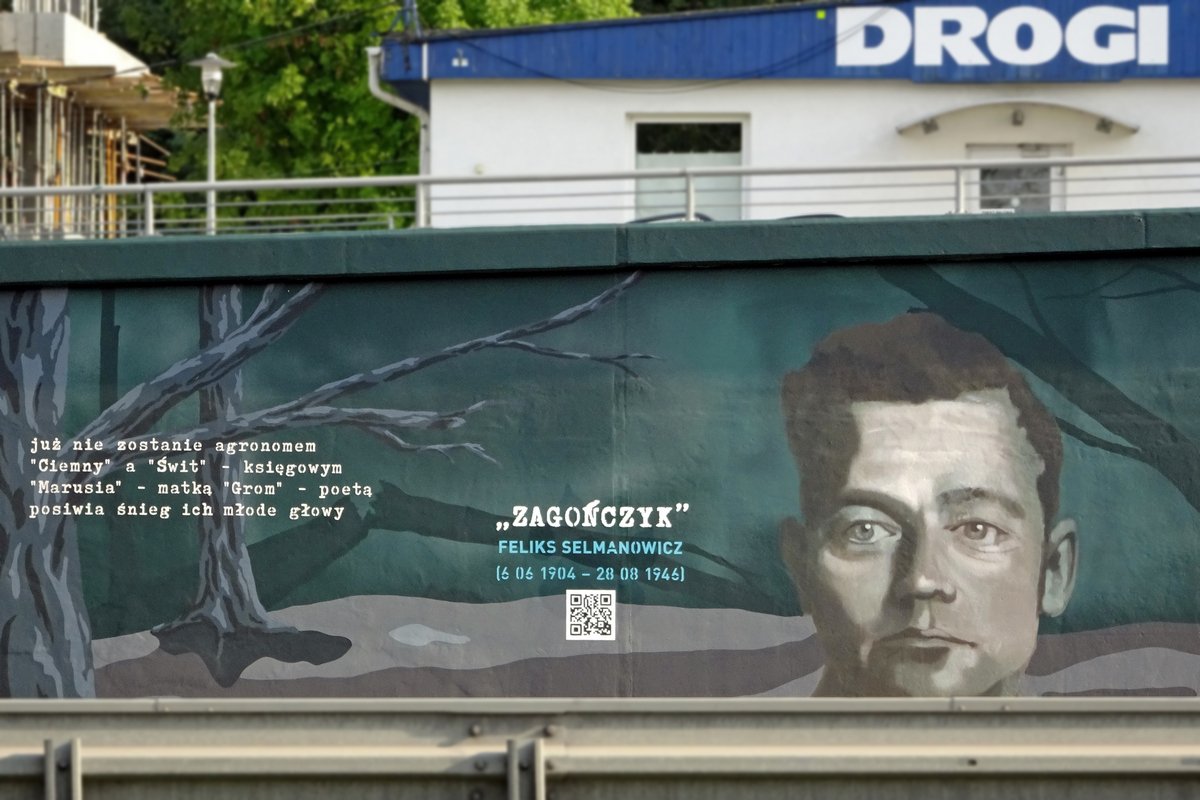 DROGI
już nie zostanie agronomem
"Ciemny" a "Świt" - księgowym
"Marusia" - matką "Grom" - poetą
posiwia śnieg ich młode głowy
„ZAGOŃCZYK”
FELIKS SELMANOWICZ
(6 06 1904 – 28 08 1946)